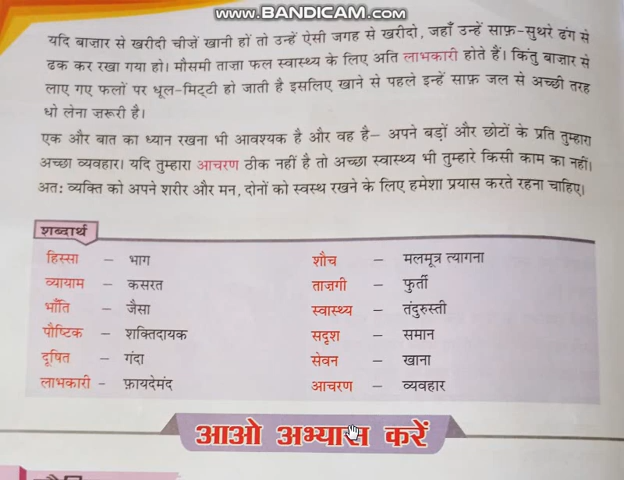 www.BANDICAM.com
यदि बाज़ार से खरीदी चीज़ें खानी हों तो उन्हें ऐसी जगह से खरीदो, जहाँ उन्हें साफ़-सुथरे ढंग से
ढक कर रखा गया हो। मौसमी ताज़ा फल स्वास्थ्य के लिए अति लाभकारी होते हैं। किंतु बाज़ार से
लाए गए फलों पर धूल-मिट्टी हो जाती है इसलिए खाने से पहले इन्हें साफ़ जल से अच्छी तरह
धो लेना ज़रूरी है।
एक और बात का ध्यान रखना भी आवश्यक है और वह है– अपने बड़ों और छोटों के प्रति तुम्हारा
अच्छा व्यवहार। यदि तुम्हारा आचरण ठीक नहीं है तो अच्छा स्वास्थ्य भी तुम्हारे किसी काम का नहीं।
अतः व्यक्ति को अपने शरीर और मन, दोनों को स्वस्थ रखने के लिए हमेशा प्रयास करते रहना चाहिए।
शब्दार्थ
हिस्सा – भाग
व्यायाम – कसरत
भाँति – जैसा
पौष्टिक – शक्तिदायक
दूषित – गंदा
लाभकारी – फ़ायदेमंद
शौच – मलमूत्र त्यागना
ताज़गी – फुर्ती
स्वास्थ्य – तंदुरुस्ती
सदृश – समान
सेवन – खाना
आचरण – व्यवहार
आओ अभ्यास करें